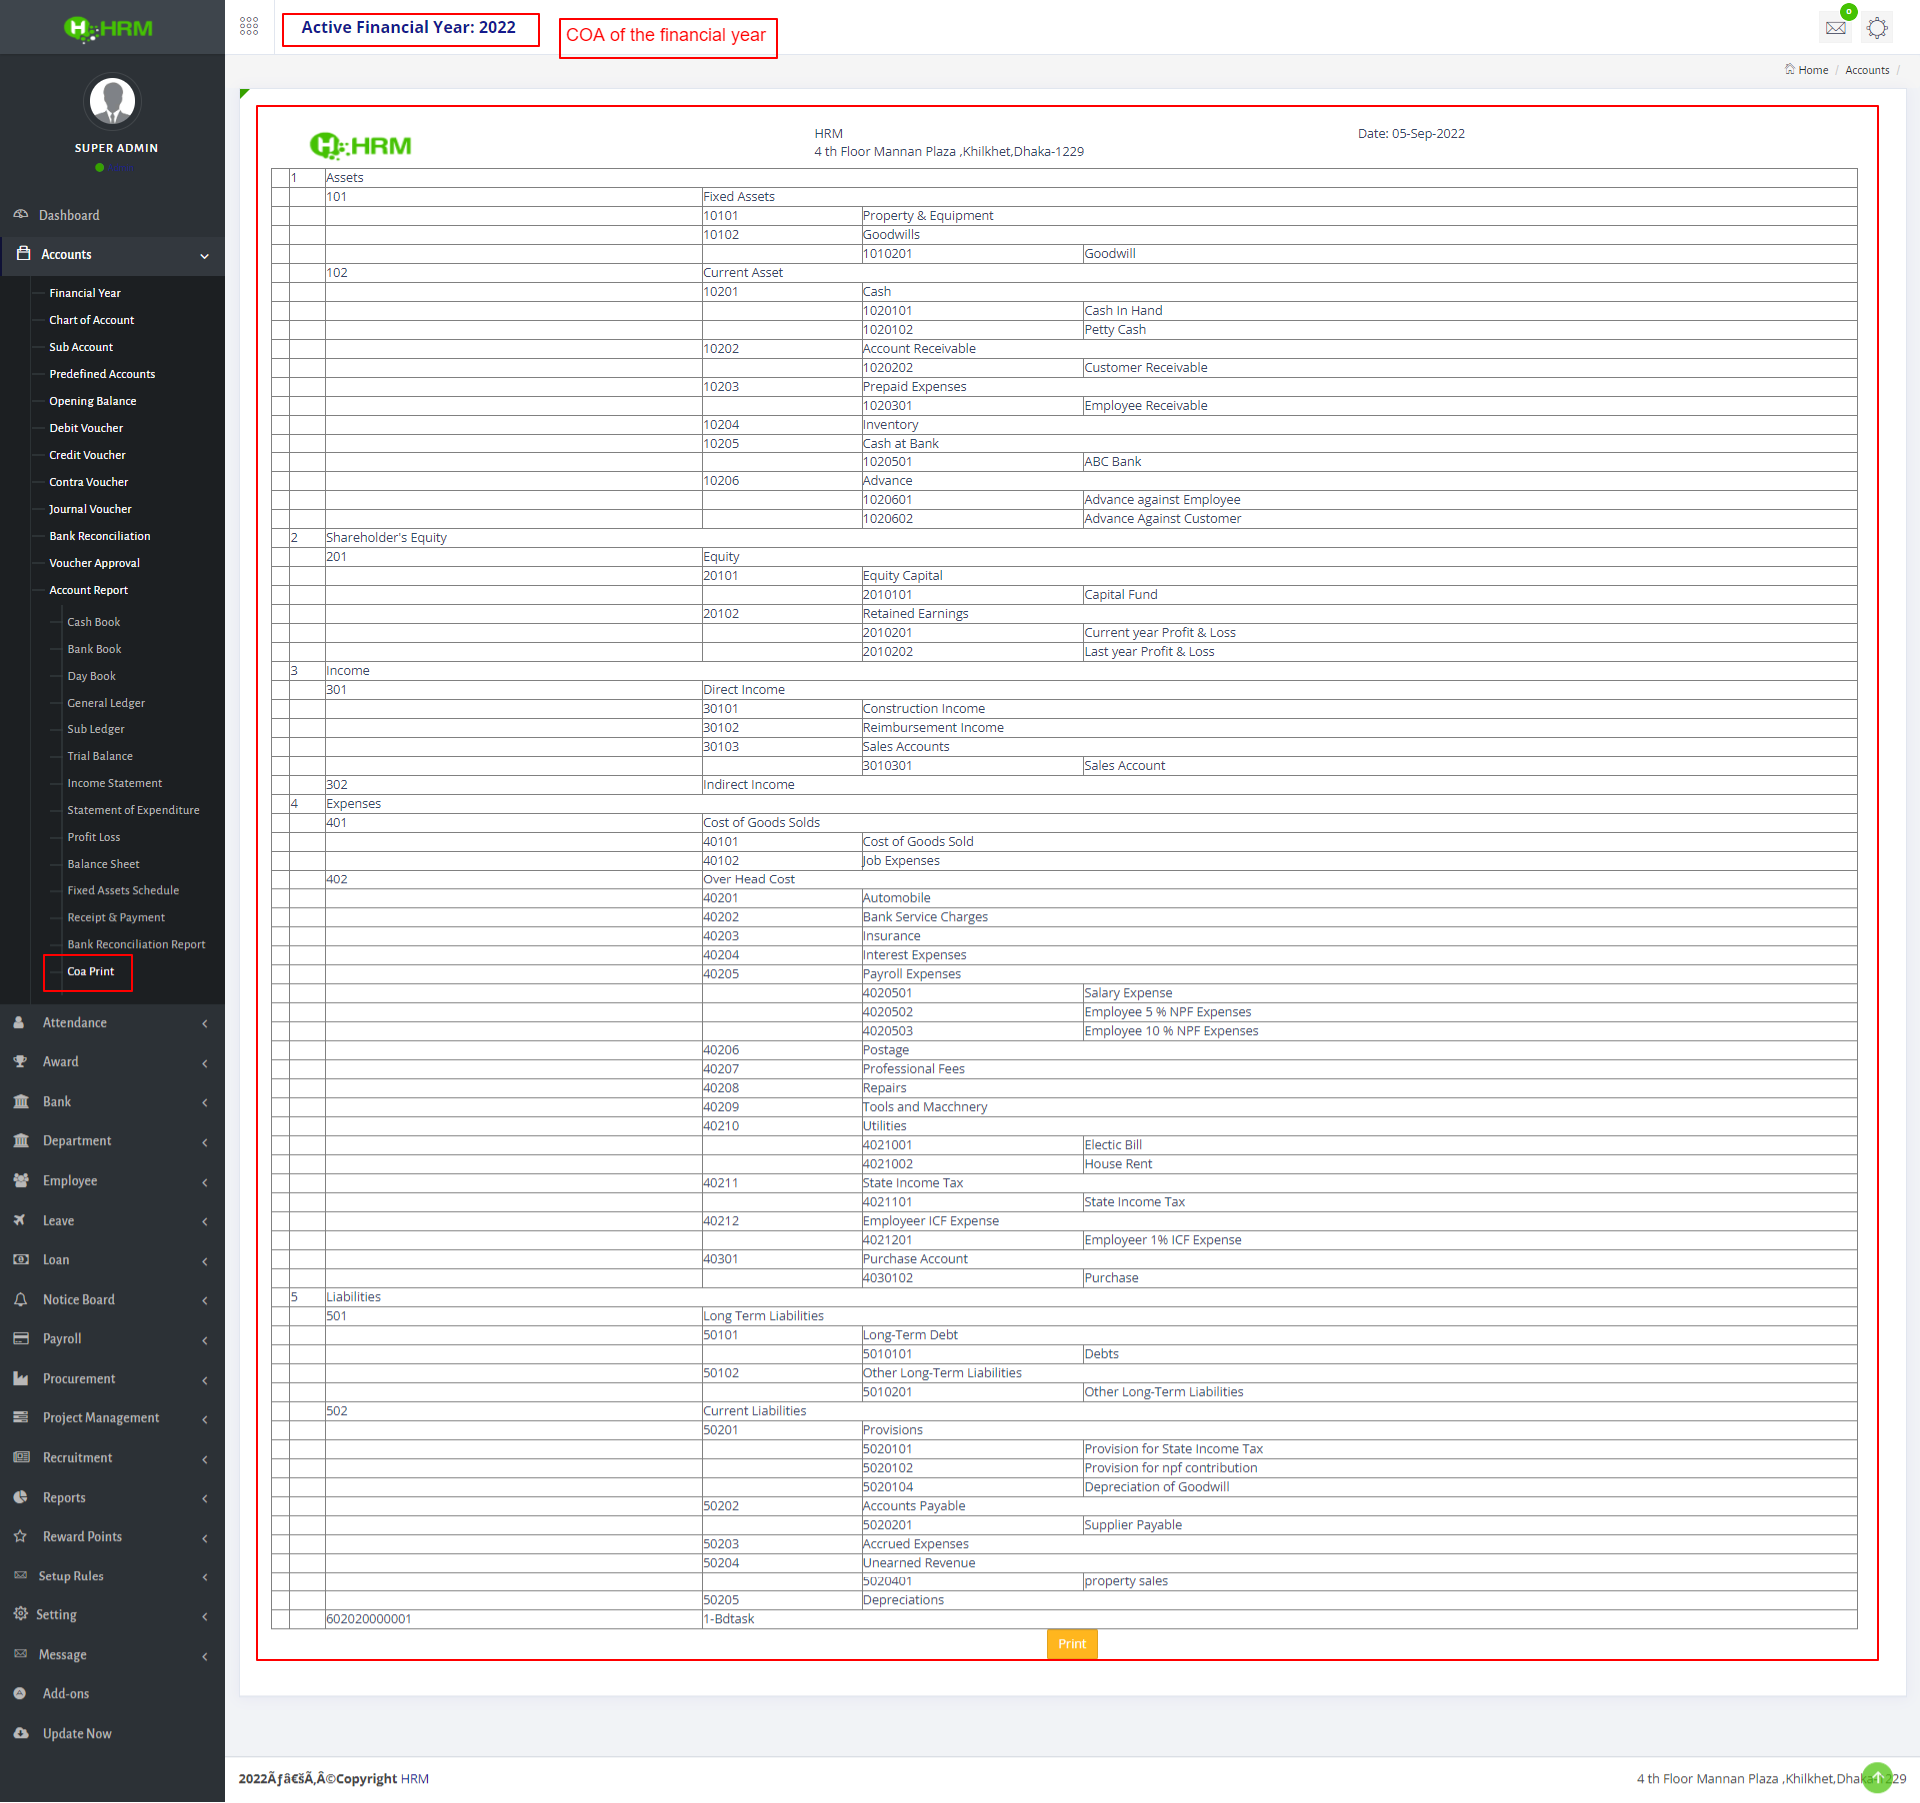 HRM
Active Financial Year: 2022
COA of the financial year
0
Home / Accounts /
SUPER ADMIN
Dashboard
Accounts
Financial Year
Chart of Account
Sub Account
Predefined Accounts
Opening Balance
Debit Voucher
Credit Voucher
Contra Voucher
Journal Voucher
Bank Reconciliation
Voucher Approval
Account Report
Cash Book
Bank Book
Day Book
General Ledger
Sub Ledger
Trial Balance
Income Statement
Statement of Expenditure
Profit Loss
Balance Sheet
Fixed Assets Schedule
Receipt & Payment
Bank Reconciliation Report
Coa Print
Attendance
Award
Bank
Department
Employee
Leave
Loan
Notice Board
Payroll
Procurement
Project Management
Recruitment
Reports
Reward Points
Setup Rules
Setting
Message
Add-ons
Update Now
HRM
HRM
4 th Floor Mannan Plaza ,Khilkhet,Dhaka-1229
Date: 05-Sep-2022
1 Assets
101 Fixed Assets
10101 Property & Equipment
10102 Goodwills
1010201 Goodwill
102 Current Asset
10201 Cash
1020101 Cash In Hand
1020102 Petty Cash
10202 Account Receivable
1020202 Customer Receivable
10203 Prepaid Expenses
1020301 Employee Receivable
10204 Inventory
10205 Cash at Bank
1020501 ABC Bank
10206 Advance
1020601 Advance against Employee
1020602 Advance Against Customer
2 Shareholder's Equity
201 Equity
20101 Equity Capital
2010101 Capital Fund
20102 Retained Earnings
2010201 Current year Profit & Loss
2010202 Last year Profit & Loss
3 Income
301 Direct Income
30101 Construction Income
30102 Reimbursement Income
30103 Sales Accounts
3010301 Sales Account
302 Indirect Income
4 Expenses
401 Cost of Goods Solds
40101 Cost of Goods Sold
40102 Job Expenses
402 Over Head Cost
40201 Automobile
40202 Bank Service Charges
40203 Insurance
40204 Interest Expenses
40205 Payroll Expenses
4020501 Salary Expense
4020502 Employee 5 % NPF Expenses
4020503 Employee 10 % NPF Expenses
40206 Postage
40207 Professional Fees
40208 Repairs
40209 Tools and Macchnery
40210 Utilities
4021001 Electic Bill
4021002 House Rent
40211 State Income Tax
4021101 State Income Tax
40212 Employeer ICF Expense
4021201 Employeer 1% ICF Expense
40301 Purchase Account
4030102 Purchase
5 Liabilities
501 Long Term Liabilities
50101 Long-Term Debt
5010101 Debts
50102 Other Long-Term Liabilities
5010201 Other Long-Term Liabilities
502 Current Liabilities
50201 Provisions
5020101 Provision for State Income Tax
5020102 Provision for npf contribution
5020104 Depreciation of Goodwill
50202 Accounts Payable
5020201 Supplier Payable
50203 Accrued Expenses
50204 Unearned Revenue
5020401 property sales
50205 Depreciations
602020000001 1-Bdtask
Print
2022Ãƒâ€šÃ‚Â©Copyright HRM
4 th Floor Mannan Plaza ,Khilkhet,Dhaka-1229